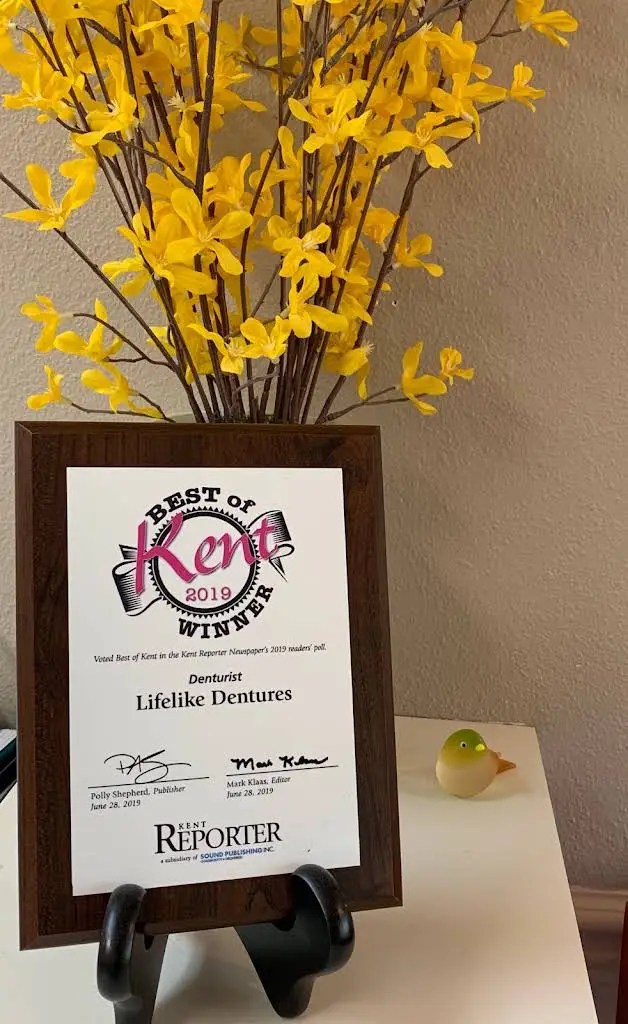 BEST of
Kent
2019
WINNER
Voted Best of Kent in the Kent Reporter Newspaper's 2019 readers' poll.
Denturist
Lifelike Dentures
Polly Shepherd, Publisher
June 28, 2019
Mark Klaas, Editor
June 28, 2019
KENT
REPORTER
a subsidiary of SOUND PUBLISHING INC.